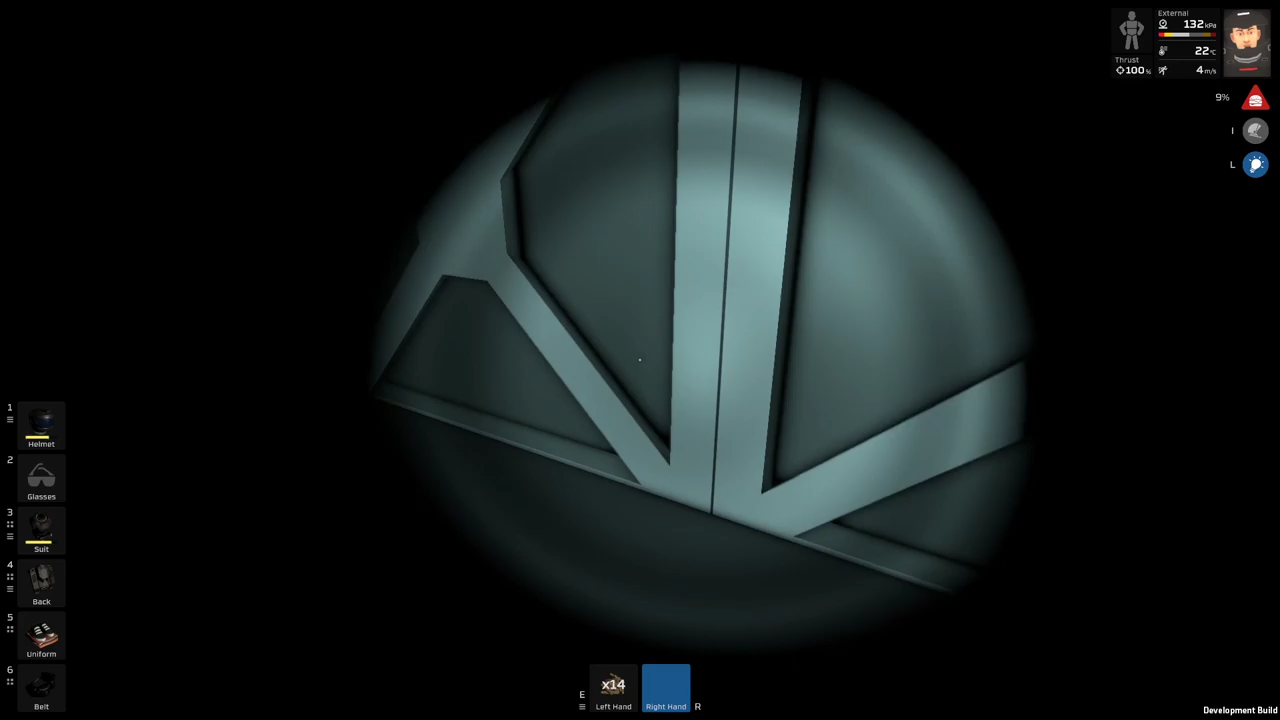 External
132 kPa
22 °C
Thrust
100 %
4 m/s
9%
I
L
1
Helmet
2
Glasses
3
Suit
4
Back
5
Uniform
6
Belt
E
x14
Left Hand
Right Hand
R
Development Build